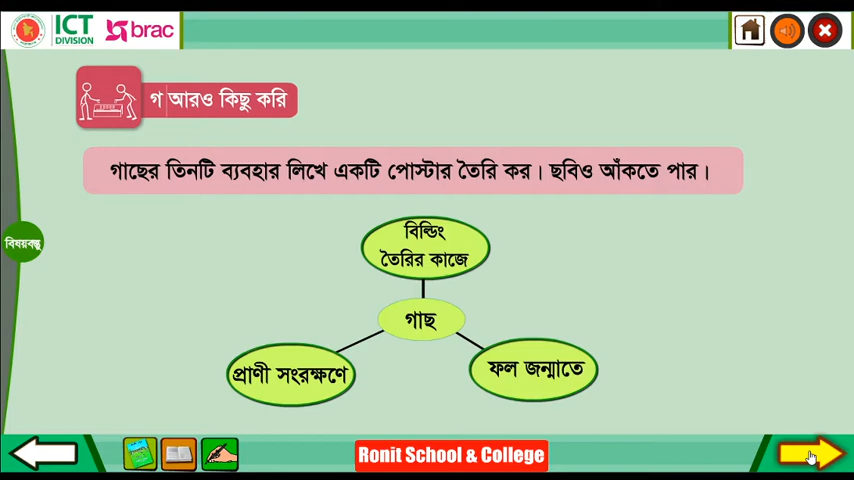 ICT
DIVISION
brac
গ আরও কিছু করি
গাছের তিনটি ব্যবহার লিখে একটি পোস্টার তৈরি কর। ছবিও আঁকতে পার।
বিষয়বস্তু
বিল্ডিং
তৈরির কাজে
গাছ
প্রাণী সংরক্ষণে
ফল জন্মাতে
Ronit School & College